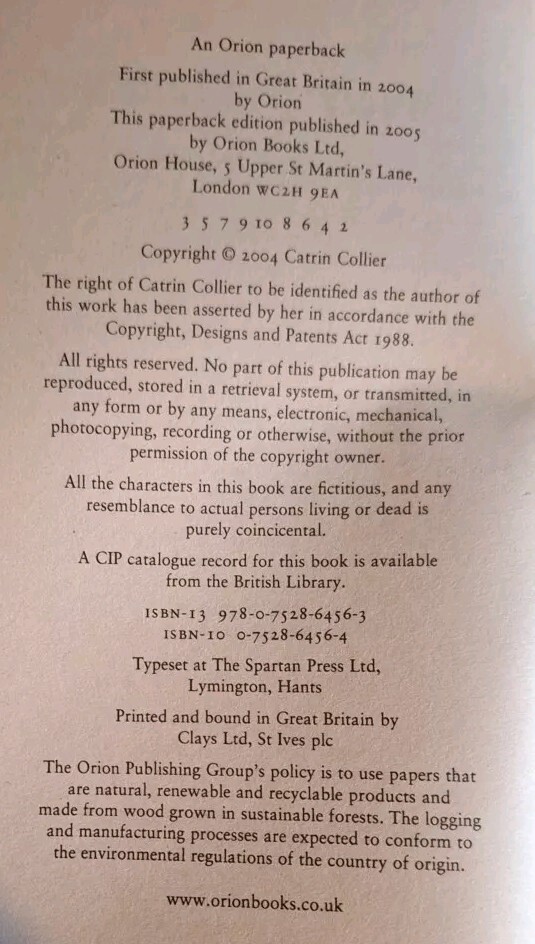 An Orion paperback
First published in Great Britain in 2004
by Orion
This paperback edition published in 2005
by Orion Books Ltd,
Orion House, 5 Upper St Martin's Lane,
London WC2H 9EA
3 5 7 9 10 8 6 4 2
Copyright © 2004 Catrin Collier
The right of Catrin Collier to be identified as the author of
this work has been asserted by her in accordance with the
Copyright, Designs and Patents Act 1988.
All rights reserved. No part of this publication may be
reproduced, stored in a retrieval system, or transmitted, in
any form or by any means, electronic, mechanical,
photocopying, recording or otherwise, without the prior
permission of the copyright owner.
All the characters in this book are fictitious, and any
resemblance to actual persons living or dead is
purely coincicental.
A CIP catalogue record for this book is available
from the British Library.
ISBN-13 978-0-7528-6456-3
ISBN-10 0-7528-6456-4
Typeset at The Spartan Press Ltd,
Lymington, Hants
Printed and bound in Great Britain by
Clays Ltd, St Ives plc
The Orion Publishing Group's policy is to use papers that
are natural, renewable and recyclable products and
made from wood grown in sustainable forests. The logging
and manufacturing processes are expected to conform to
the environmental regulations of the country of origin.
www.orionbooks.co.uk